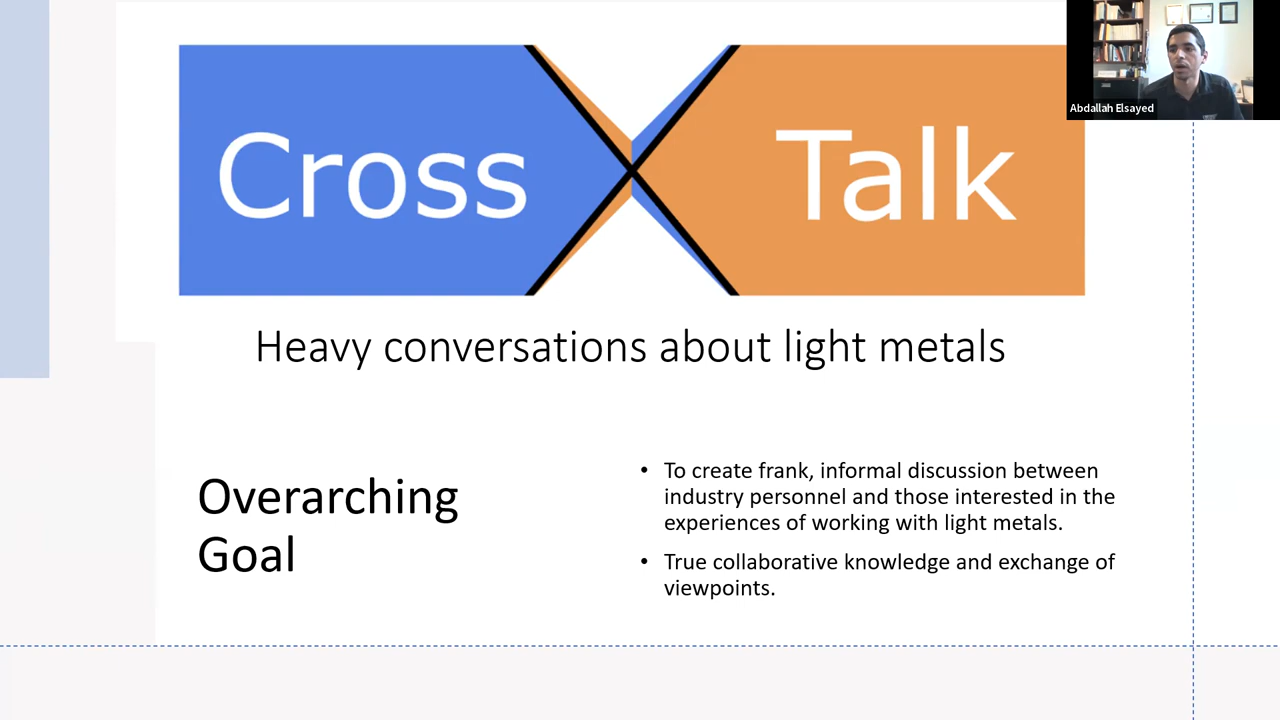 Cross Talk
Abdallah Elsayed
Heavy conversations about light metals
Overarching
Goal
• To create frank, informal discussion between
industry personnel and those interested in the
experiences of working with light metals.
• True collaborative knowledge and exchange of
viewpoints.